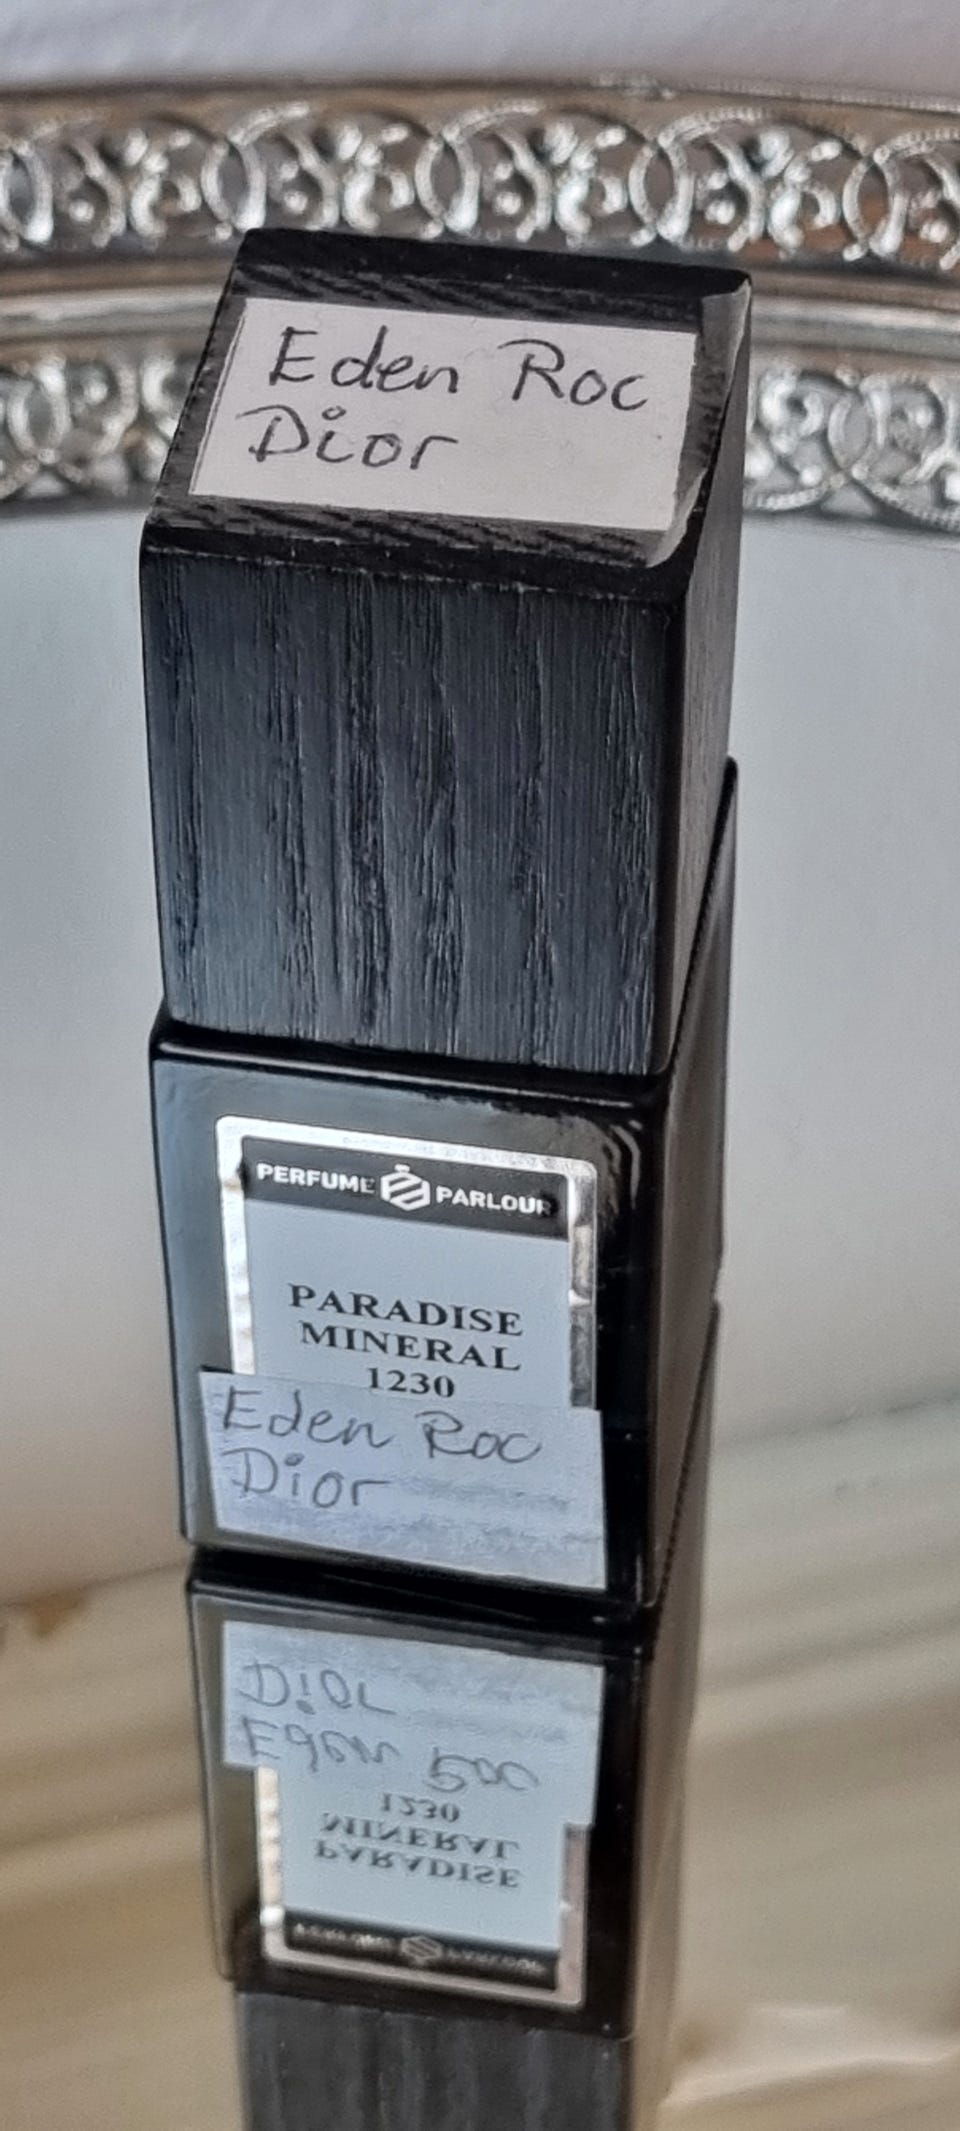 Eden Roc
Dior
PERFUME PARLOUR
PARADISE
MINERAL
1230
Eden Roc
Dior